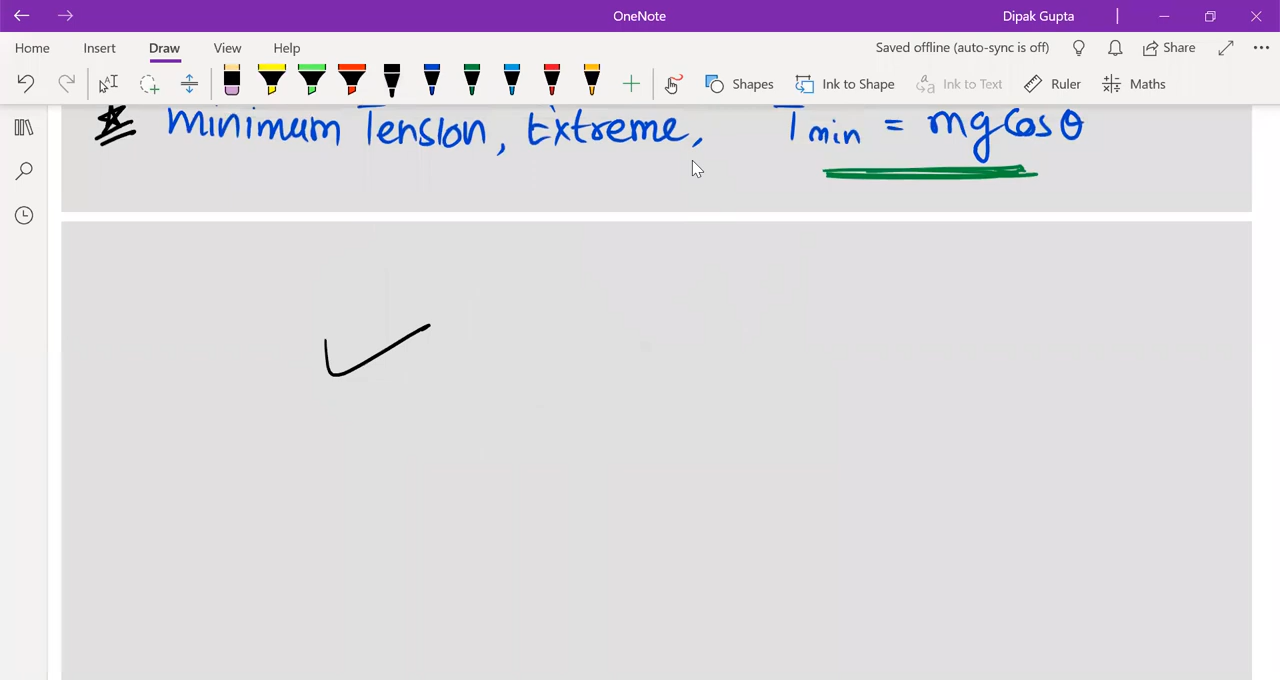 OneNote
Dipak Gupta
Home Insert Draw View Help
Saved offline (auto-sync is off)
Share
Shapes
Ink to Shape
Ink to Text
Ruler
Maths
Minimum Tension, Extreme, Tmin = mg Cos θ